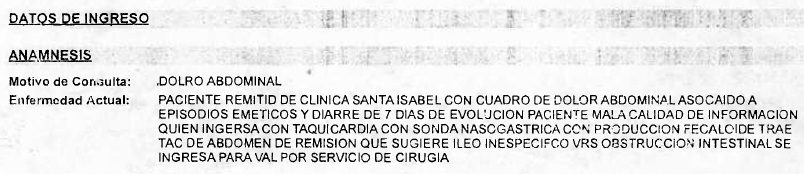 DATOS DE INGRESO
ANAMNESIS
Motivo de Consulta: .DOLRO ABDOMINAL
Enfermedad Actual: PACIENTE REMITID DE CLINICA SANTA ISABEL CON CUADRO DE DOLOR ABDOMINAL ASOCAIDO A
EPISODIOS EMETICOS Y DIARRE DE 7 DIAS DE EVOLUCION PACIENTE MALA CALIDAD DE INFORMACION
QUIEN INGERSA CON TAQUICARDIA CON SONDA NASOGASTRICA CON PRODUCCION FECALCIDE TRAE
TAC DE ABDOMEN DE REMISION QUE SUGIERE ILEO INESPECIFCO VRS OBSTRUCCION INTESTINAL SE
INGRESA PARA VAL POR SERVICIO DE CIRUGIA